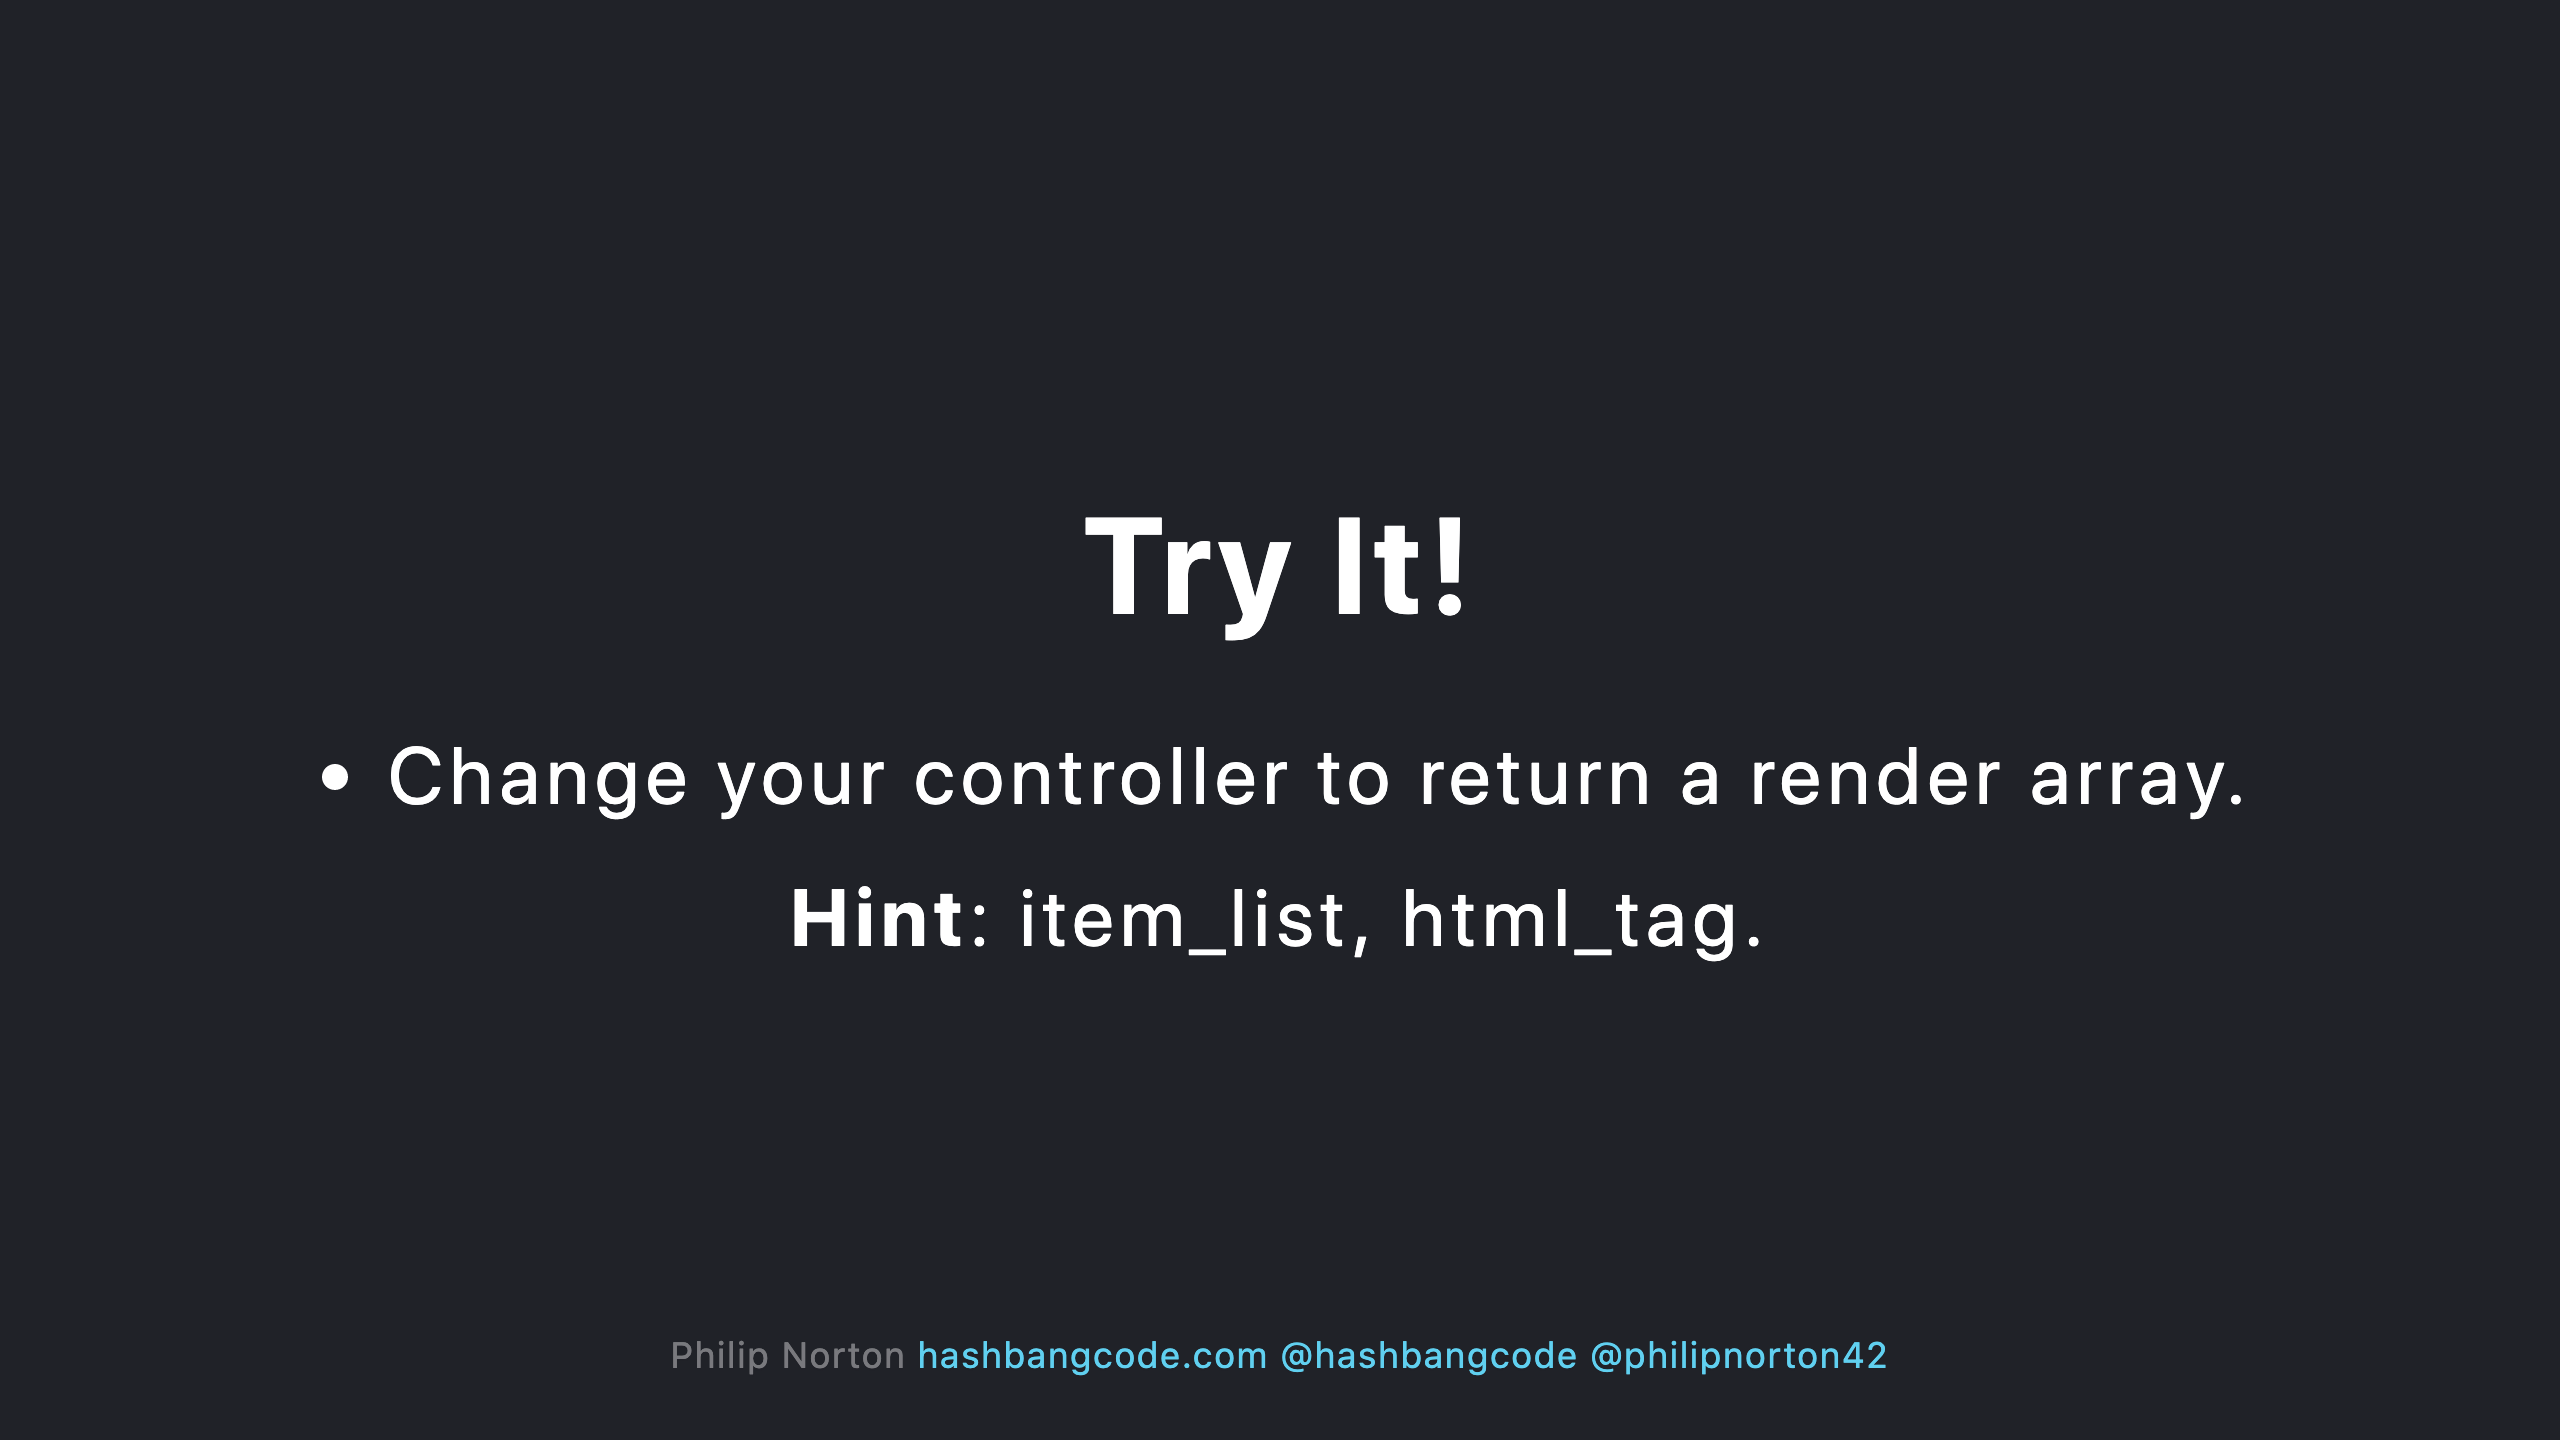 Try It!
• Change your controller to return a render array.
Hint: item_list, html_tag.
Philip Norton hashbangcode.com @hashbangcode @philipnorton42